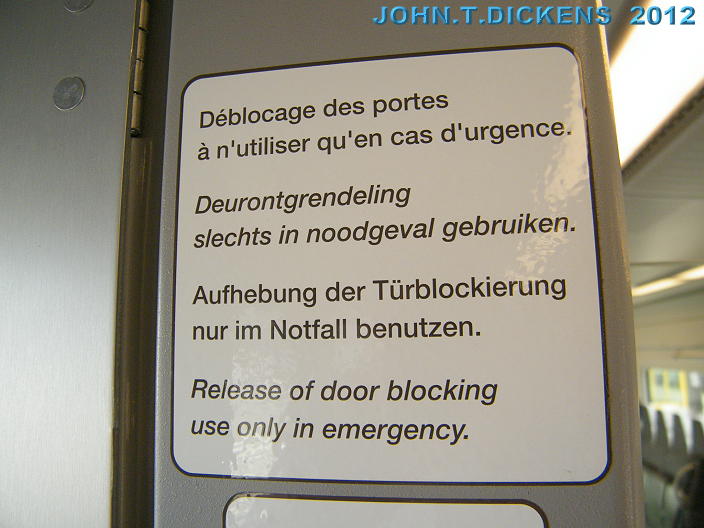 JOHN.T.DICKENS 2012
Déblocage des portes
à n'utiliser qu'en cas d'urgence.
Deurontgrendeling
slechts in noodgeval gebruiken.
Aufhebung der Türblockierung
nur im Notfall benutzen.
Release of door blocking
use only in emergency.